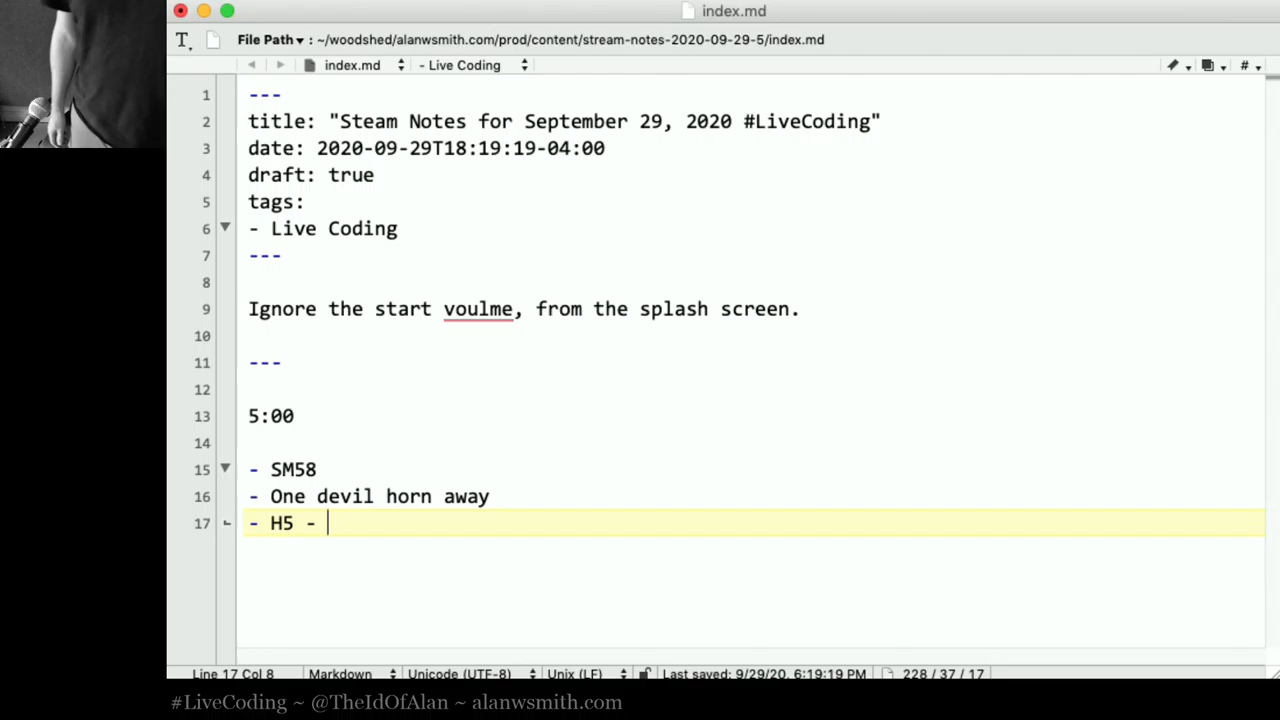 index.md
T. File Path : ~/woodshed/alanwsmith.com/prod/content/stream-notes-2020-09-29-5/index.md
index.md - Live Coding #
1 ---
2 title: "Steam Notes for September 29, 2020 #LiveCoding"
3 date: 2020-09-29T18:19:19-04:00
4 draft: true
5 tags:
6 - Live Coding
7 ---
8
9 Ignore the start voulme, from the splash screen.
10
11 ---
12
13 5:00
14
15 - SM58
16 - One devil horn away
17 - H5 -
Line 17 Col 8 Markdown Unicode (UTF-8) Unix (LF) Last saved: 9/29/20, 6:19:19 PM 228 / 37 / 17
#LiveCoding ~ @TheIdOfAlan ~ alanwsmith.com